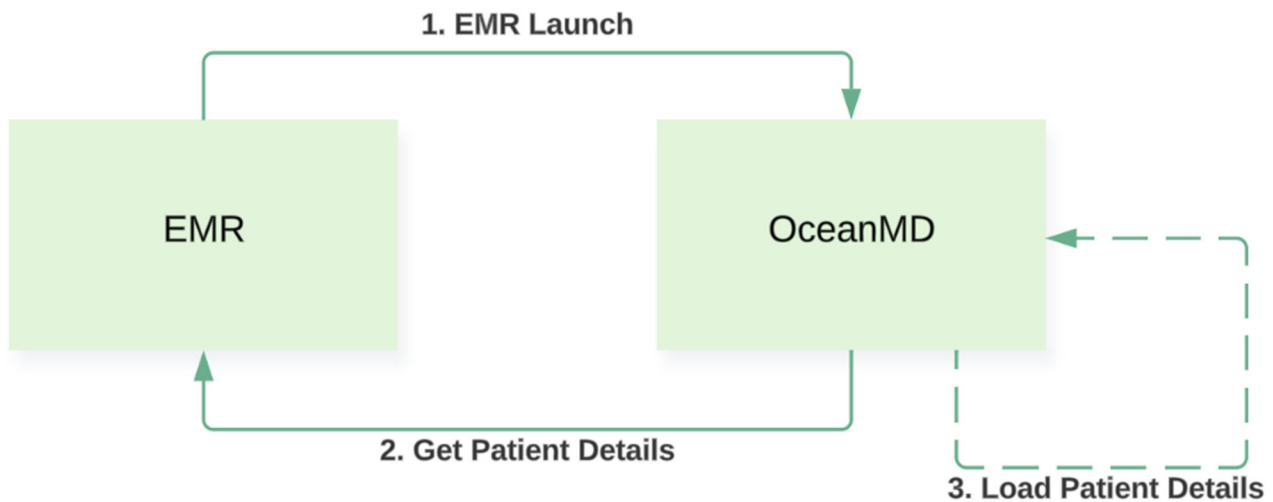 1. EMR Launch
EMR
OceanMD
2. Get Patient Details
3. Load Patient Details